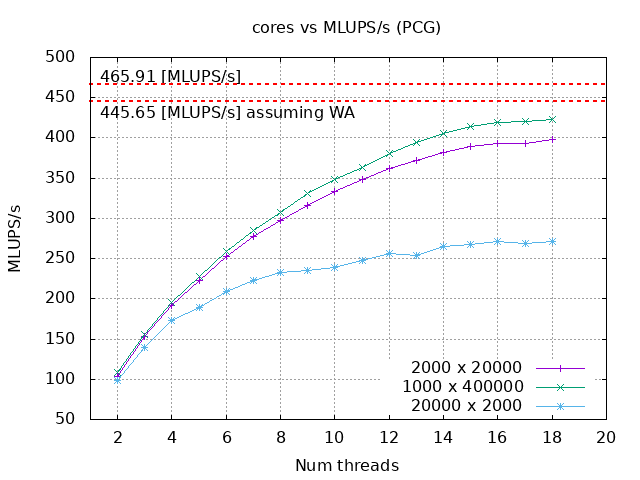 cores vs MLUPS/s (PCG)
500
465.91 [MLUPS/s]
450
445.65 [MLUPS/s] assuming WA
400
350
300
MLUPS/s
250
200
150
100
50
2000 x 20000
1000 x 400000
20000 x 2000
2 4 6 8 10 12 14 16 18 20
Num threads